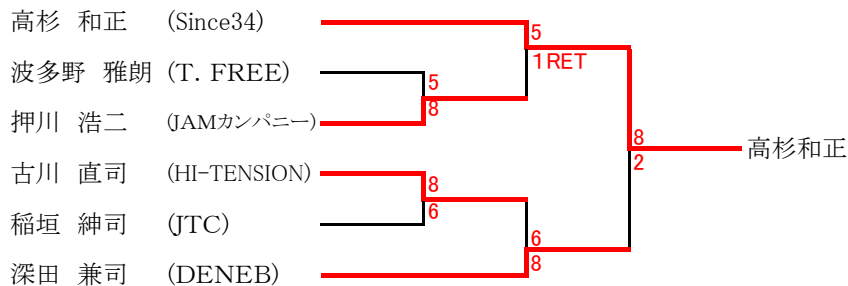 高杉 和正 (Since34)
5
1RET
波多野 雅朗 (T. FREE)
5
8
押川 浩二 (JAMカンパニー)
8
2
高杉和正
古川 直司 (HI-TENSION)
8
6
稲垣 紳司 (JTC)
6
8
深田 兼司 (DENEB)